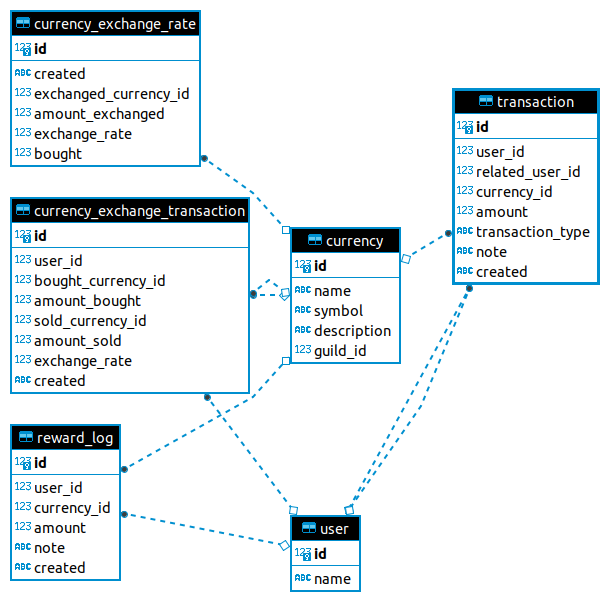 currency_exchange_rate
123 id
ABC created
123 exchanged_currency_id
123 amount_exchanged
123 exchange_rate
123 bought
currency_exchange_transaction
123 id
123 user_id
123 bought_currency_id
123 amount_bought
123 sold_currency_id
123 amount_sold
123 exchange_rate
ABC created
reward_log
123 id
123 user_id
123 currency_id
123 amount
ABC note
ABC created
currency
123 id
ABC name
ABC symbol
ABC description
123 guild_id
user
123 id
ABC name
transaction
123 id
123 user_id
123 related_user_id
123 currency_id
123 amount
ABC transaction_type
ABC note
ABC created